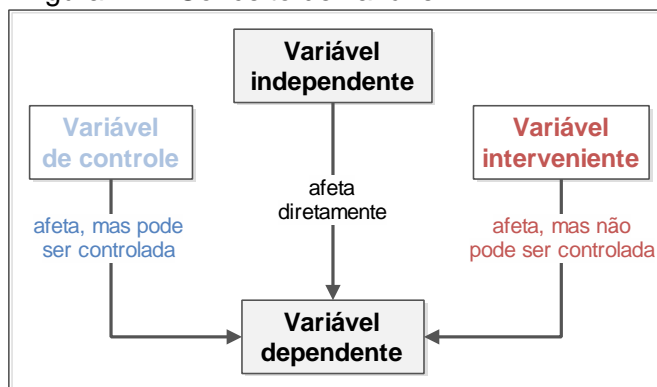 Variável
independente
Variável
de controle
Variável
interveniente
afeta
diretamente
afeta, mas pode
ser controlada
afeta, mas não
pode ser controlada
Variável
dependente